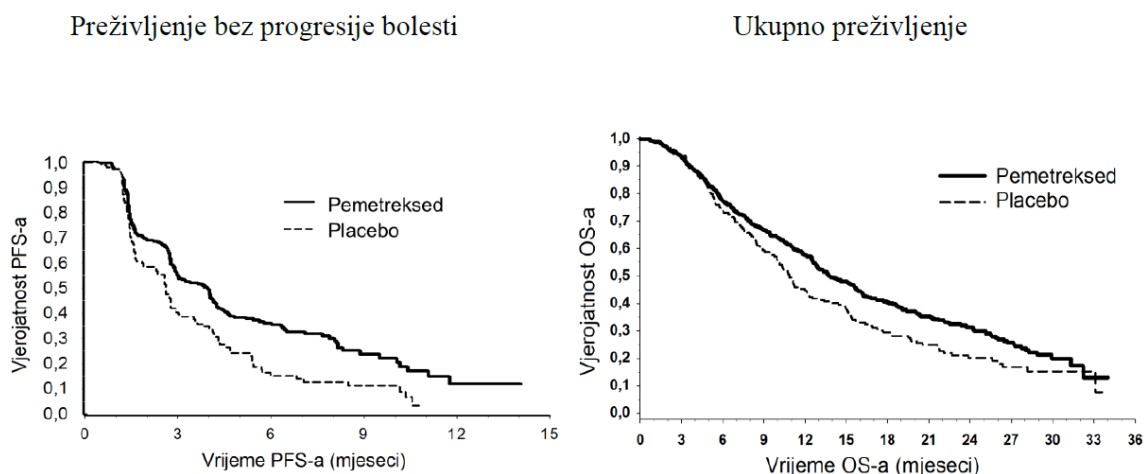 Preživljenje bez progresije bolesti
Ukupno preživljenje
Vjerojatnost PFS-a
1,0
0,9
0,8
0,7
0,6
0,5
0,4
0,3
0,2
0,1
0,0
Pemetreksed
Placebo
0 3 6 9 12 15
Vrijeme PFS-a (mjeseci)
Vjerojatnost OS-a
1,0
0,9
0,8
0,7
0,6
0,5
0,4
0,3
0,2
0,1
0,0
Pemetreksed
Placebo
0 3 6 9 12 15 18 21 24 27 30 33 36
Vrijeme OS-a (mjeseci)